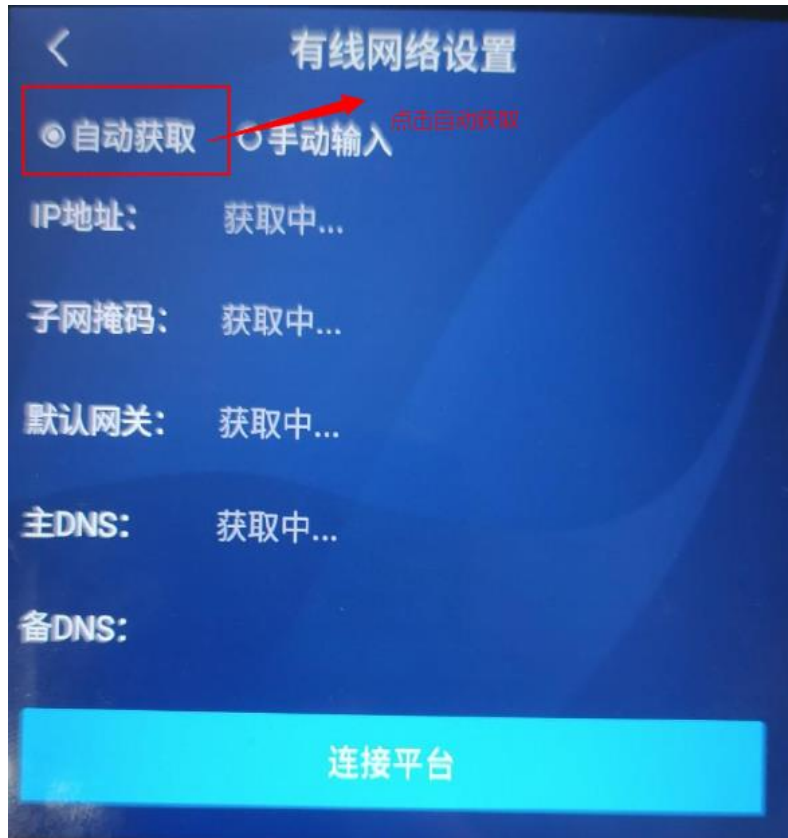 有线网络设置
自动获取 手动输入
点击自动获取
IP地址: 获取中...
子网掩码: 获取中...
默认网关: 获取中...
主DNS: 获取中...
备DNS:
连接平台